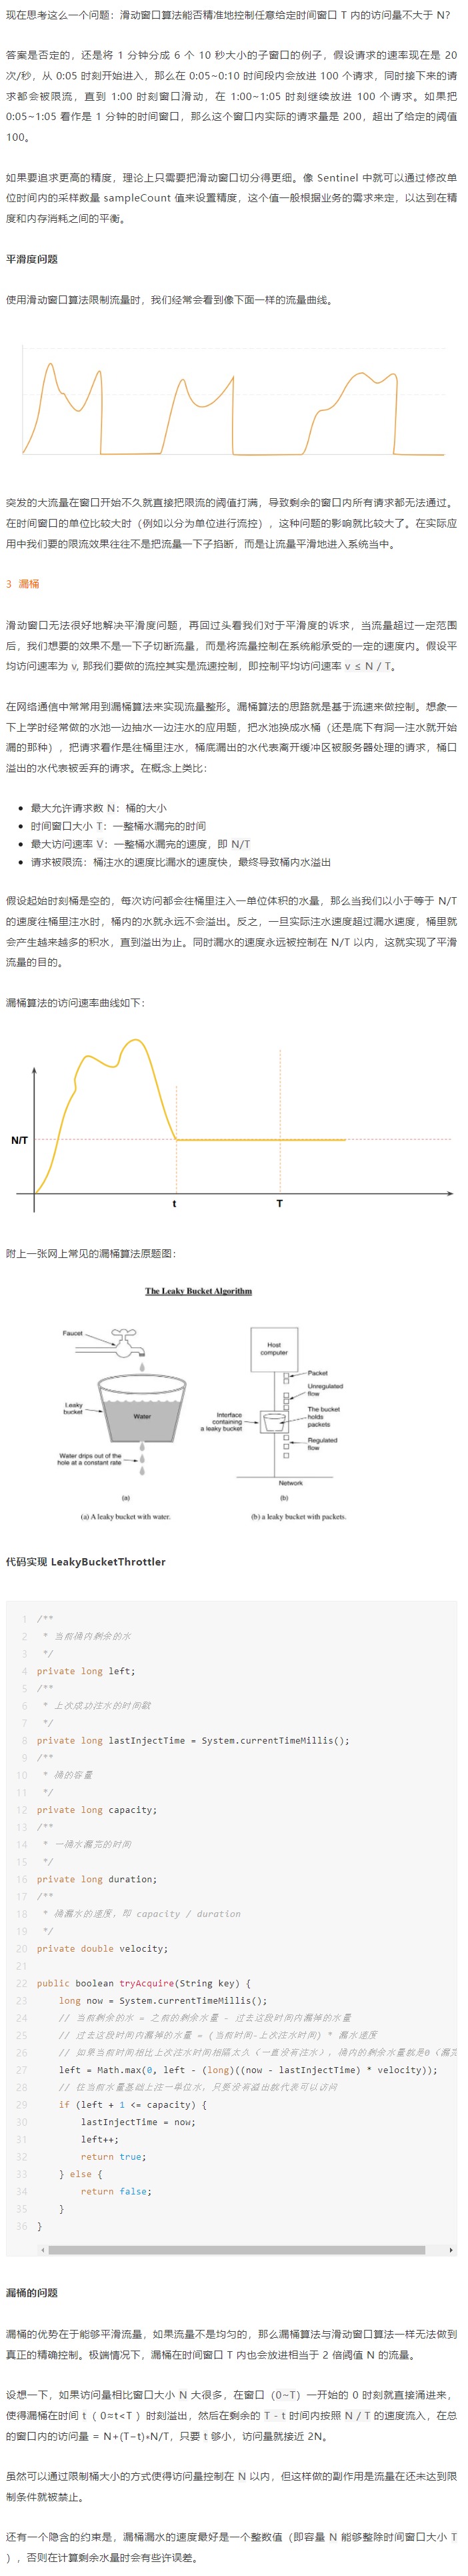 现在思考这么一个问题：滑动窗口算法能否精准地控制任意给定时间窗口 T 内的访问量不大于 N?
答案是否定的，还是将 1 分钟分成 6 个 10 秒大小的子窗口的例子，假设请求的速率现在是 20
次/秒，从 0:05 时刻开始进入，那么在 0:05~0:10 时间段内会放进 100 个请求，同时接下来的请
求都会被限流，直到 1:00 时刻窗口滑动，在 1:00~1:05 时刻继续放进 100 个请求。如果把
0:05~1:05 看作是 1 分钟的时间窗口，那么这个窗口内实际的请求量是 200，超出了给定的阈值
100。
如果要追求更高的精度，理论上只需要把滑动窗口切分得更细。像 Sentinel 中就可以通过修改单
位时间内的采样数量 sampleCount 值来设置精度，这个值一般根据业务的需求来定，以达到在精
度和内存消耗之间的平衡。
平滑度问题
使用滑动窗口算法限制流量时，我们经常会看到像下面一样的流量曲线。
突发的大流量在窗口开始不久就直接把限流的阈值打满，导致剩余的窗口内所有请求都无法通过。
在时间窗口的单位比较大时（例如以分为单位进行流控），这种问题的影响就比较大了。在实际应
用中我们要的限流效果往往不是把流量一下子掐断，而是让流量平滑地进入系统当中。
3 漏桶
滑动窗口无法很好地解决平滑度问题，再回过头看我们对于平滑度的诉求，当流量超过一定范围
后，我们想要的效果不是一下子切断流量，而是将流量控制在系统能承受的一定的速度内。假设平
均访问速率为 v, 那我们要做的流控其实是流速控制，即控制平均访问速率 v ≤ N / T。
在网络通信中常常用到漏桶算法来实现流量整形。漏桶算法的思路就是基于流速来做控制。想象一
下上学时经常做的水池一边抽水一边注水的应用题，把水池换成水桶（还是底下有洞一注水就开始
漏的那种），把请求看作是往桶里注水，桶底漏出的水代表离开缓冲区被服务器处理的请求，桶口
溢出的水代表被丢弃的请求。在概念上类比：
• 最大允许请求数 N：桶的大小
• 时间窗口大小 T：一整桶水漏完的时间
• 最大访问速率 V：一整桶水漏完的速度，即 N/T
• 请求被限流：桶注水的速度比漏水的速度快，最终导致桶内水溢出
假设起始时刻桶是空的，每次访问都会往桶里注入一单位体积的水量，那么当我们以小于等于 N/T
的速度往桶里注水时，桶内的水就永远不会溢出。反之，一旦实际注水速度超过漏水速度，桶里就
会产生越来越多的积水，直到溢出为止。同时漏水的速度永远被控制在 N/T 以内，这就实现了平滑
流量的目的。
漏桶算法的访问速率曲线如下：
N/T
t
T
附上一张网上常见的漏桶算法原题图：
The Leaky Bucket Algorithm
Faucet
Leaky
bucket
Water
Water drips out of the
hole at a constant rate
(a)
(a) A leaky bucket with water.
Host
computer
Packet
Unregulated
flow
Interface
containing
a leaky bucket
The bucket
holds
packets
Regulated
flow
Network
(b)
(b) a leaky bucket with packets.
代码实现 LeakyBucketThrottler
1 /**
2 * 当前桶内剩余的水
3 */
4 private long left;
5 /**
6 * 上次成功注水的时间戳
7 */
8 private long lastInjectTime = System.currentTimeMillis();
9 /**
10 * 桶的容量
11 */
12 private long capacity;
13 /**
14 * 一桶水漏完的时间
15 */
16 private long duration;
17 /**
18 * 桶漏水的速度，即 capacity / duration
19 */
20 private double velocity;
21
22 public boolean tryAcquire(String key) {
23 long now = System.currentTimeMillis();
24 // 当前剩余的水 = 之前的剩余水量 - 过去这段时间内漏掉的水量
25 // 过去这段时间内漏掉的水量 = (当前时间-上次注水时间) * 漏水速度
26 // 如果当前时间相比上次注水时间相隔太久（一直没有注水），桶内的剩余水量就是0（漏完
27 left = Math.max(0, left - (long)((now - lastInjectTime) * velocity));
28 // 往当前水量基础上注一单位水，只要没有溢出就代表可以访问
29 if (left + 1 <= capacity) {
30 lastInjectTime = now;
31 left++;
32 return true;
33 } else {
34 return false;
35 }
36 }
漏桶的问题
漏桶的优势在于能够平滑流量，如果流量不是均匀的，那么漏桶算法与滑动窗口算法一样无法做到
真正的精确控制。极端情况下，漏桶在时间窗口 T 内也会放进相当于 2 倍阈值 N 的流量。
设想一下，如果访问量相比窗口大小 N 大很多，在窗口（0~T）一开始的 0 时刻就直接涌进来，
使得漏桶在时间 t（ 0≈t<T ）时刻溢出，然后在剩余的 T - t 时间内按照 N / T 的速度流入，在总
的窗口内的访问量 = N+(T−t)∗N/T，只要 t 够小，访问量就接近 2N。
虽然可以通过限制桶大小的方式使得访问量控制在 N 以内，但这样做的副作用是流量在还未达到限
制条件就被禁止。
还有一个隐含的约束是，漏桶漏水的速度最好是一个整数值（即容量 N 能够整除时间窗口大小 T
），否则在计算剩余水量时会有些许误差。